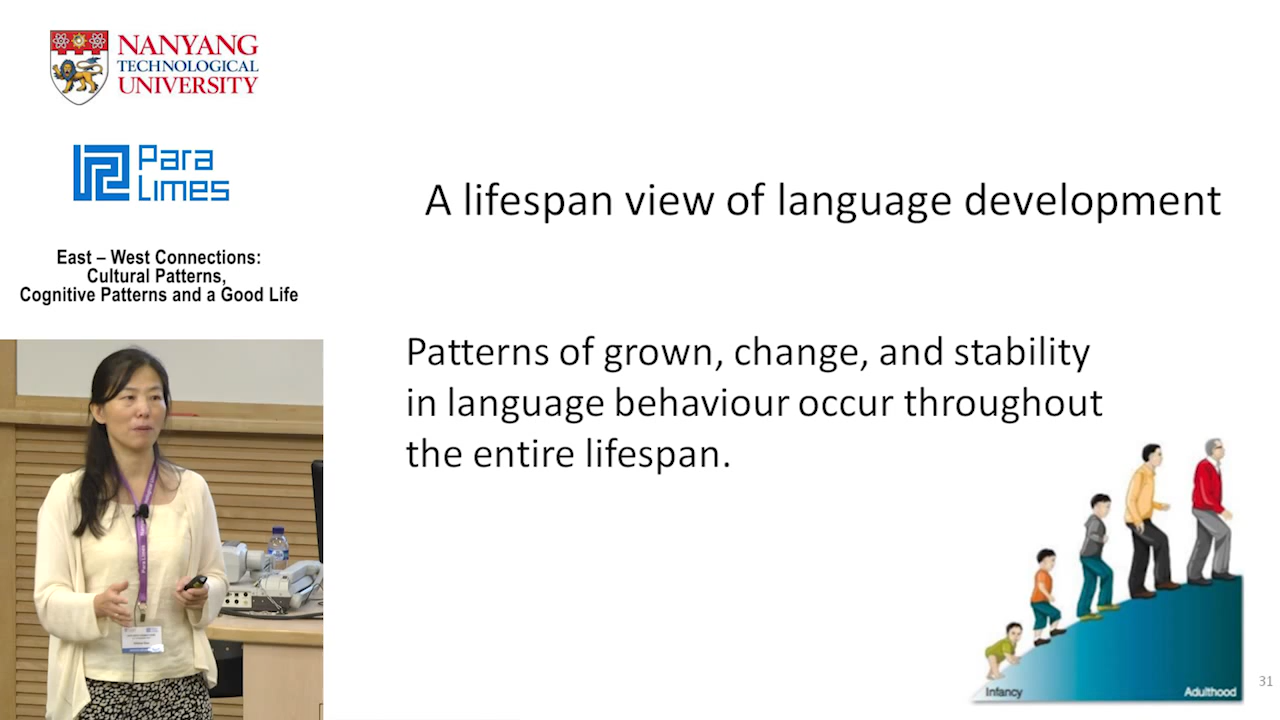 NANYANG
TECHNOLOGICAL
UNIVERSITY
Para
Limes
East – West Connections:
Cultural Patterns,
Cognitive Patterns and a Good Life
A lifespan view of language development
Patterns of grown, change, and stability
in language behaviour occur throughout
the entire lifespan.
Infancy
Adulthood
31